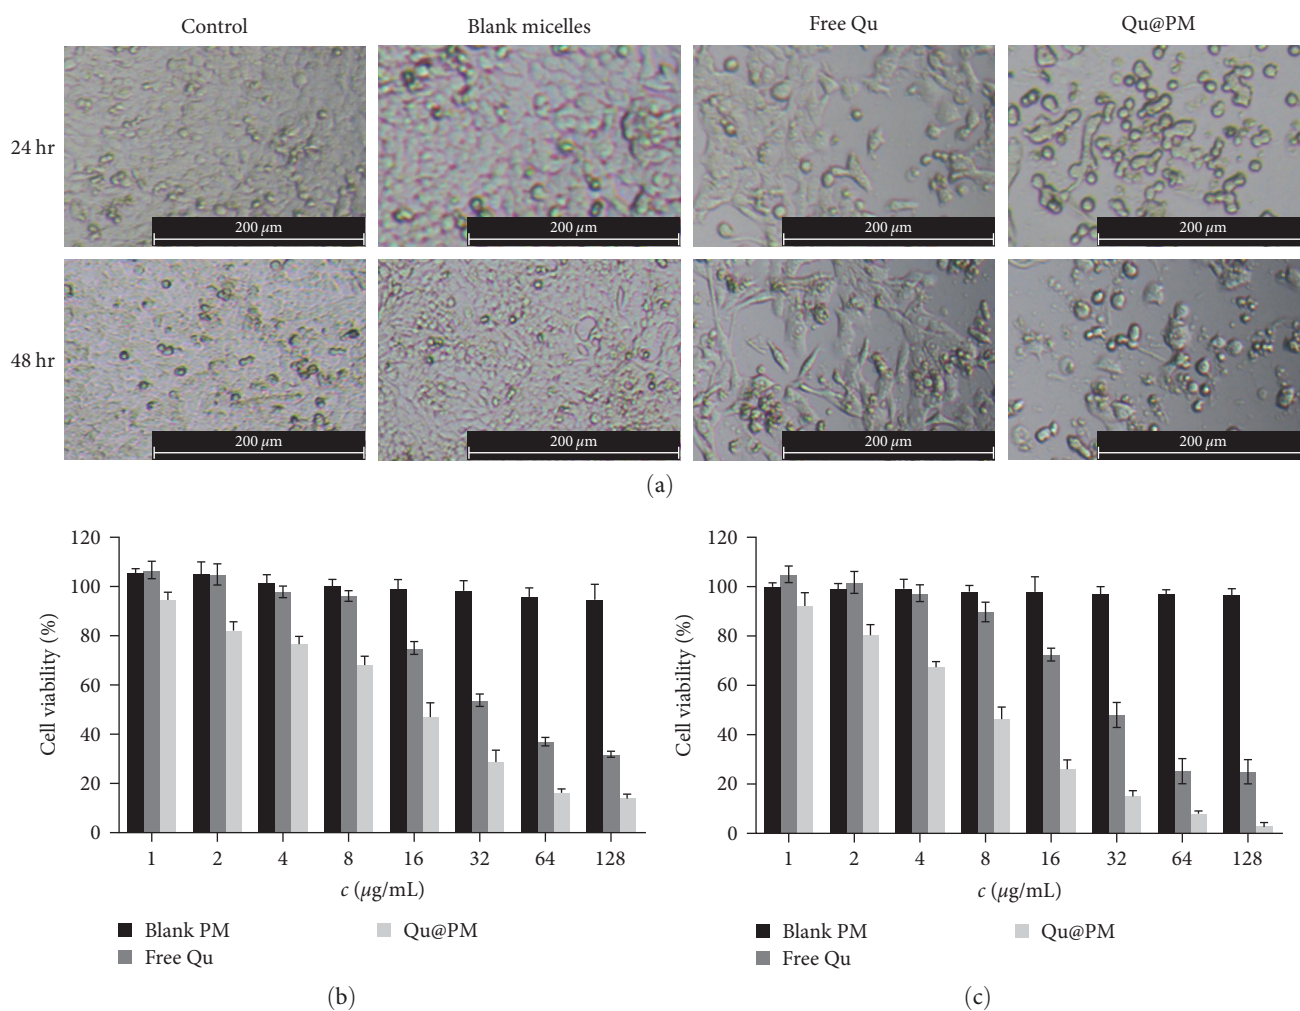 Control Blank micelles Free Qu Qu@PM
24 hr
200 μm 200 μm 200 μm 200 μm
48 hr
200 μm 200 μm 200 μm 200 μm
(a)
120
100
80
60
40
20
0
Cell viability (%)
1 2 4 8 16 32 64 128
c (μg/mL)
Blank PM Qu@PM
Free Qu
(b)
120
100
80
60
40
20
0
Cell viability (%)
1 2 4 8 16 32 64 128
c (μg/mL)
Blank PM Qu@PM
Free Qu
(c)